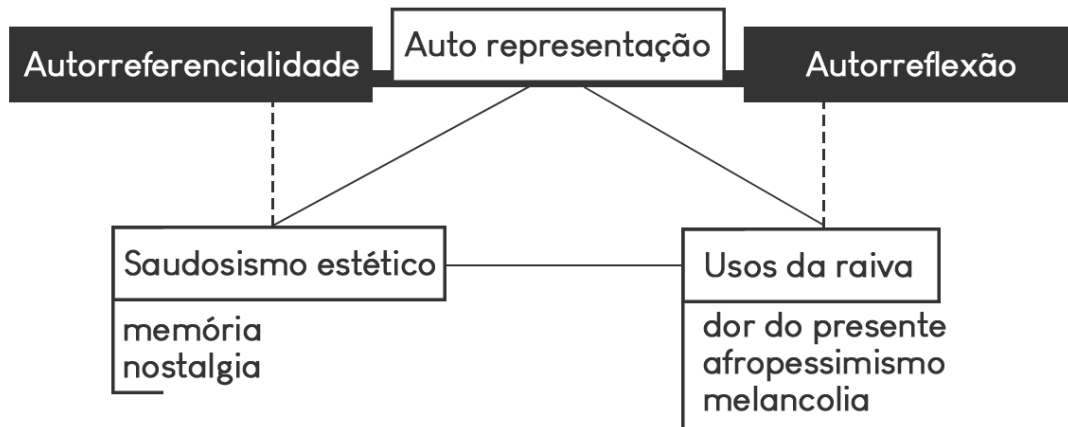 Auto representação
Autorreferencialidade
Autorreflexão
Saudosismo estético
memória
nostalgia
Usos da raiva
dor do presente
afropessimismo
melancolia